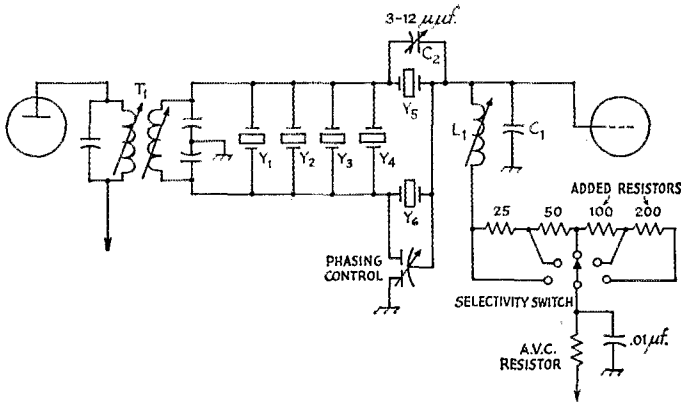 3-12 μμf.
C2
T1
Y5
Y1
Y2
Y3
Y4
L1
C1
Y6
ADDED RESISTORS
25
50
100
200
PHASING
CONTROL
SELECTIVITY SWITCH
A.V.C.
RESISTOR
.01μf.